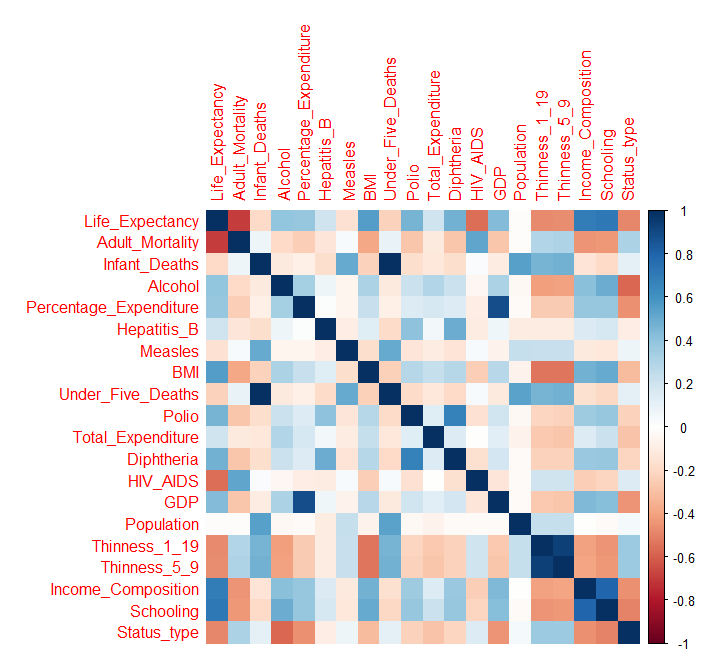 Life_Expectancy
Adult_Mortality
Infant_Deaths
Alcohol
Percentage_Expenditure
Hepatitis_B
Measles
BMI
Under_Five_Deaths
Polio
Total_Expenditure
Diphtheria
HIV_AIDS
GDP
Population
Thinness_1_19
Thinness_5_9
Income_Composition
Schooling
Status_type
Life_Expectancy
Adult_Mortality
Infant_Deaths
Alcohol
Percentage_Expenditure
Hepatitis_B
Measles
BMI
Under_Five_Deaths
Polio
Total_Expenditure
Diphtheria
HIV_AIDS
GDP
Population
Thinness_1_19
Thinness_5_9
Income_Composition
Schooling
Status_type
1
0.8
0.6
0.4
0.2
0
-0.2
-0.4
-0.6
-0.8
-1